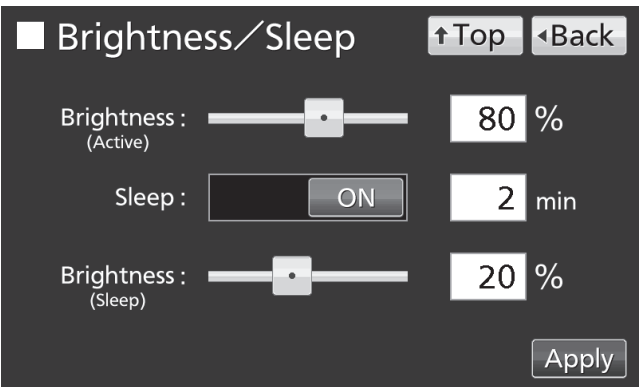 Brightness／Sleep
↑Top
◂Back
Brightness :
(Active)
80 %
Sleep :
ON
2 min
Brightness :
(Sleep)
20 %
Apply